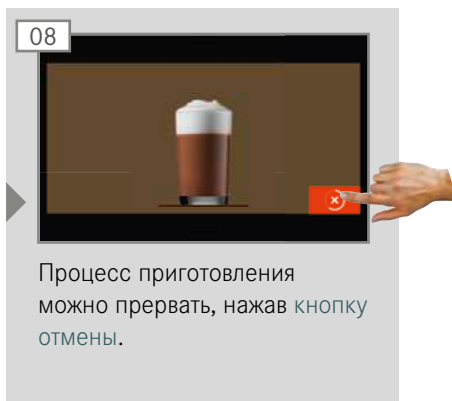 08
Процесс приготовления
можно прервать, нажав кнопку
отмены.